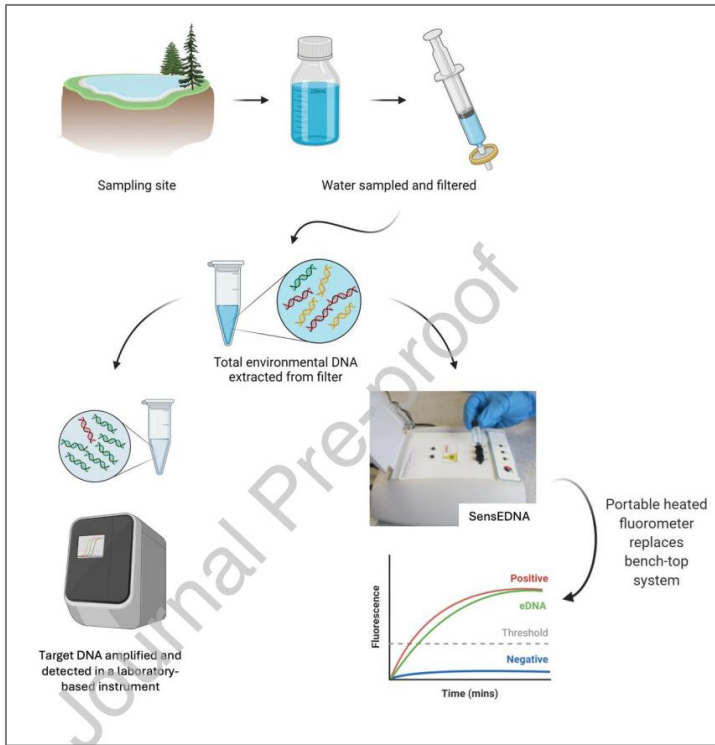 Sampling site
Water sampled and filtered
Total environmental DNA
extracted from filter
SensEDNA
Portable heated
fluorometer
replaces
bench-top
system
Target DNA amplified and
detected in a laboratory-
based instrument
Fluorescence
Positive
eDNA
Threshold
Negative
Time (mins)
Journal Pre-proof